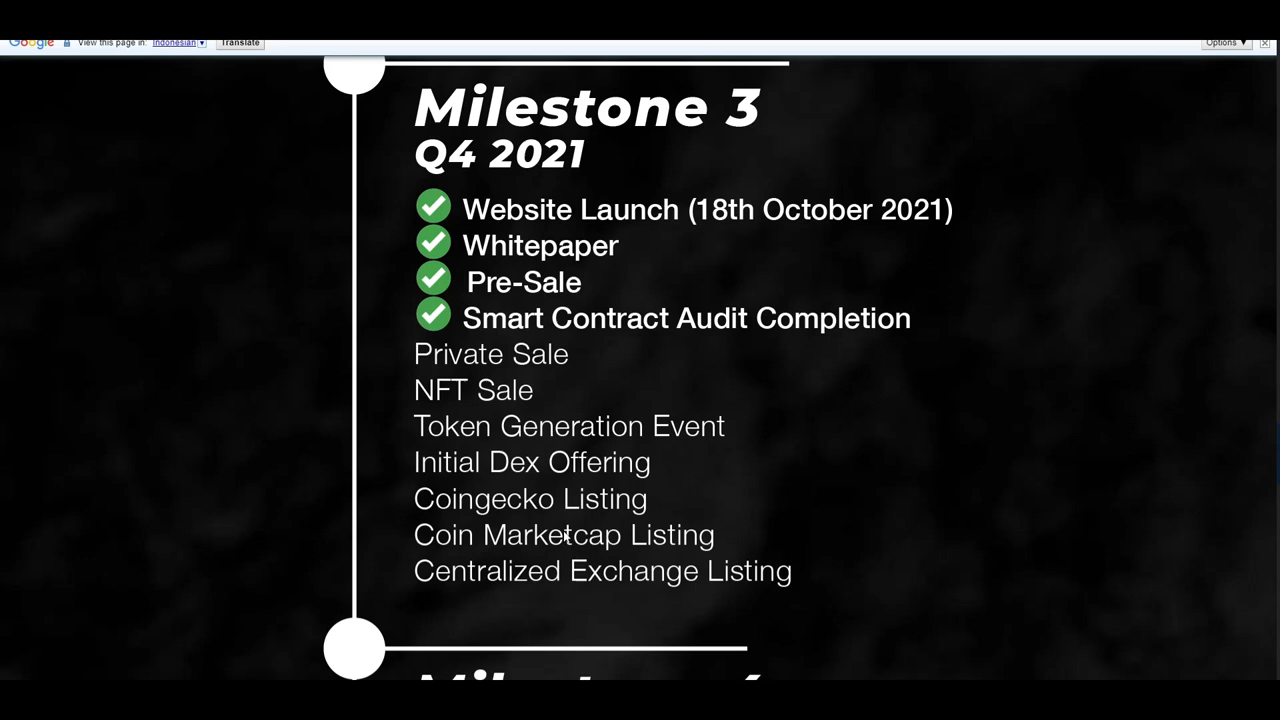 Google View this page in: Indonesian Translate Options
Milestone 3
Q4 2021
Website Launch (18th October 2021)
Whitepaper
Pre-Sale
Smart Contract Audit Completion
Private Sale
NFT Sale
Token Generation Event
Initial Dex Offering
Coingecko Listing
Coin Marketcap Listing
Centralized Exchange Listing